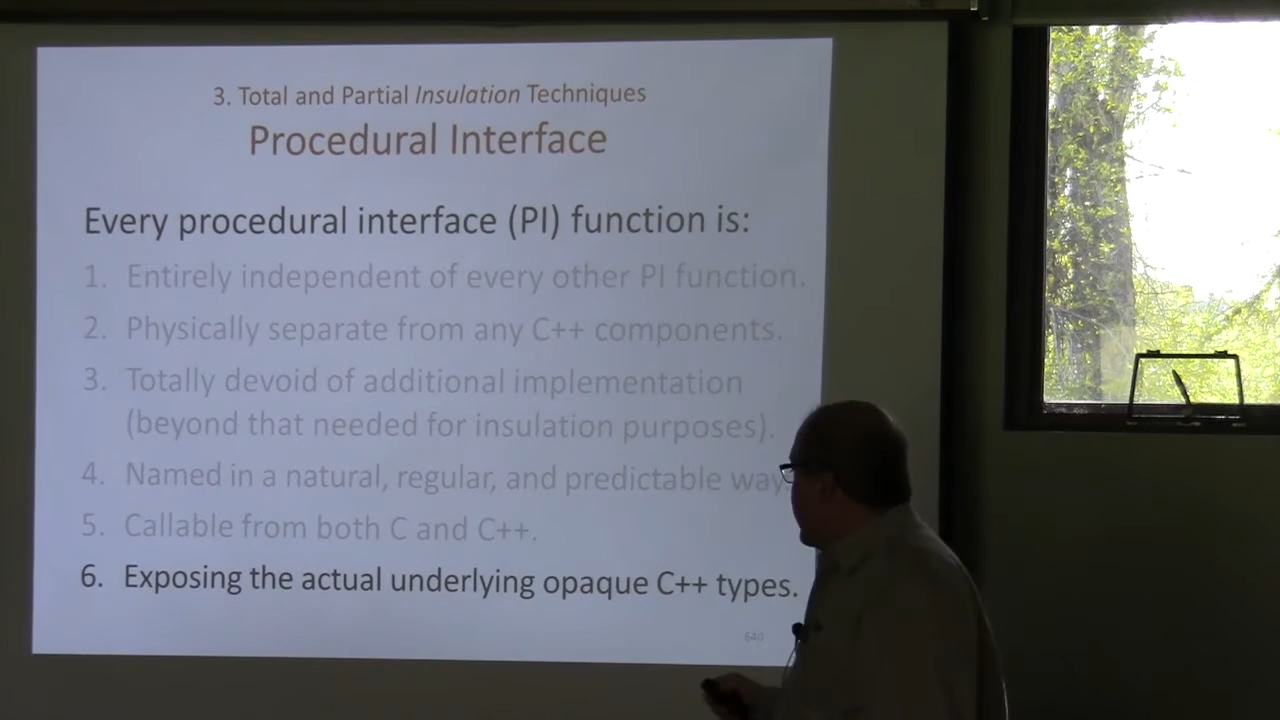 3. Total and Partial Insulation Techniques
Procedural Interface
Every procedural interface (PI) function is:
1. Entirely independent of every other PI function.
2. Physically separate from any C++ components.
3. Totally devoid of additional implementation
(beyond that needed for insulation purposes).
4. Named in a natural, regular, and predictable way
5. Callable from both C and C++.
6. Exposing the actual underlying opaque C++ types.
640